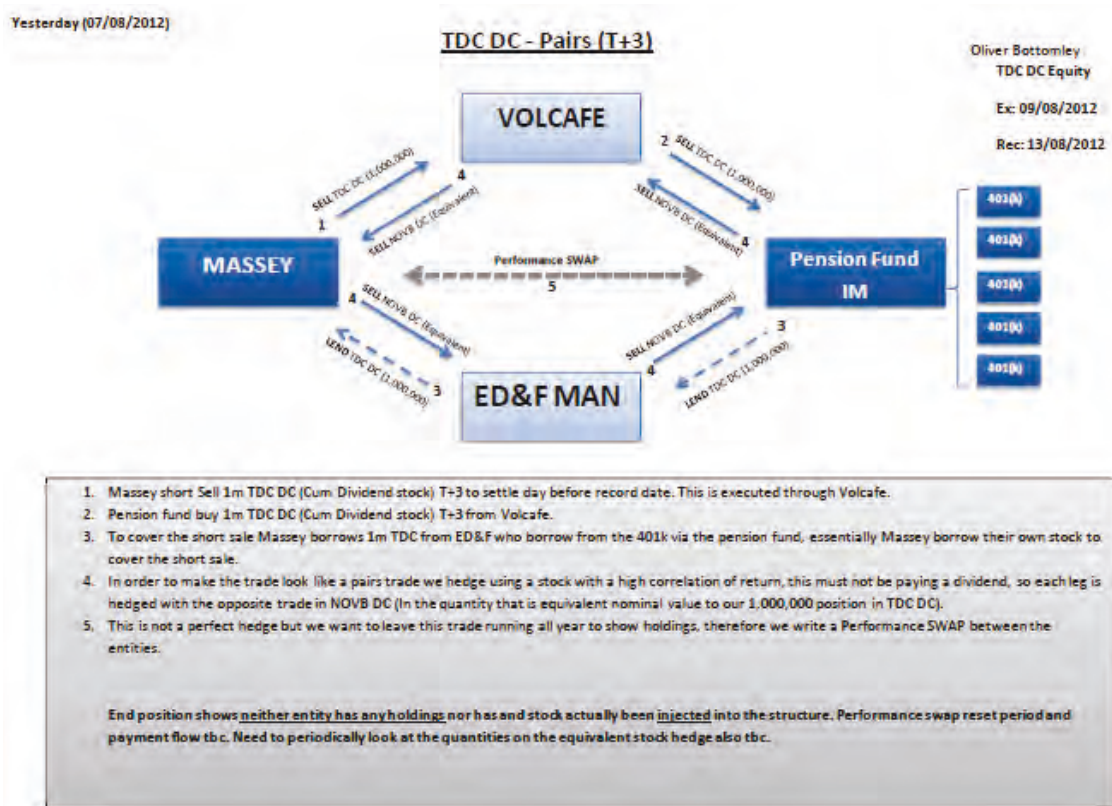 Yesterday (07/08/2012)
TDC DC - Pairs (T+3)
Oliver Bottomley
TDC DC Equity
Ex: 09/08/2012
Rec: 13/08/2012
VOLCAFE
2
SELL TDC DC (1,000,000)
4
SELL TDC DC (1,000,000)
SELL NOVB DC (Equivalent)
SELL NOVB DC (Equivalent)
1
4
401(k)
401(k)
401(k)
401(k)
401(k)
MASSEY
Performance SWAP
5
Pension Fund
IM
4
SELL NOVB DC (Equivalent)
SELL NOVB DC (Equivalent)
3
LEND TDC DC (1,000,000)
3
4
LEND TDC DC (1,000,000)
ED&F MAN
1. Massey short Sell 1m TDC DC (Cum Dividend stock) T+3 to settle day before record date. This is executed through Volcafe.
2. Pension fund buy 1m TDC DC (Cum Dividend stock) T+3 from Volcafe.
3. To cover the short sale Massey borrows 1m TDC from ED&F who borrow from the 401k via the pension fund, essentially Massey borrow their own stock to
cover the short sale.
4. In order to make the trade look like a pairs trade we hedge using a stock with a high correlation of return, this must not be paying a dividend, so each leg is
hedged with the opposite trade in NOVB DC (In the quantity that is equivalent nominal value to our 1,000,000 position in TDC DC).
5. This is not a perfect hedge but we want to leave this trade running all year to show holdings, therefore we write a Performance SWAP between the
entities.
End position shows neither entity has any holdings nor has and stock actually been injected into the structure. Performance swap reset period and
payment flow tbc. Need to periodically look at the quantities on the equivalent stock hedge also tbc.